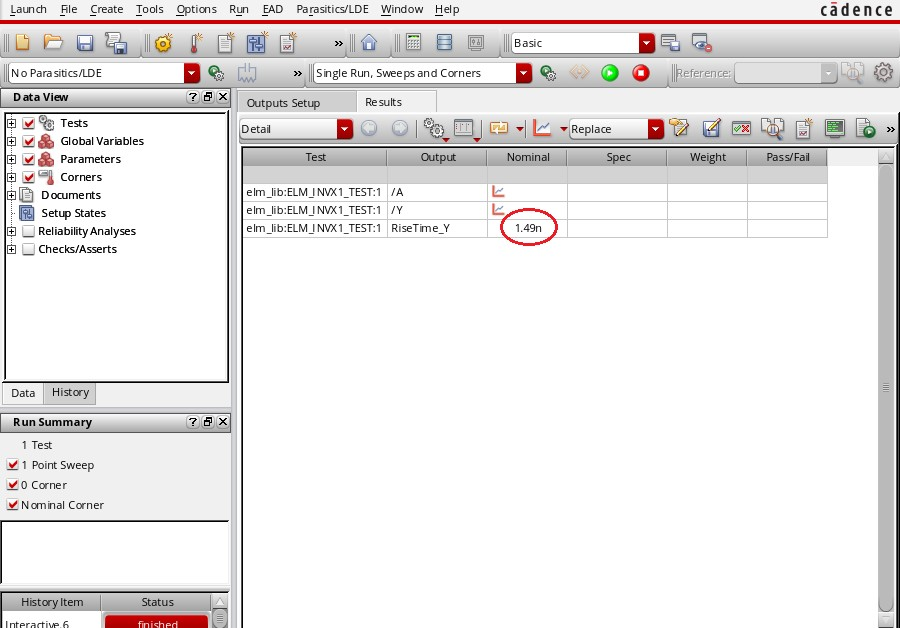 Launch File Create Tools Options Run EAD Parasitics/LDE Window Help cādence
» Basic
No Parasitics/LDE » Single Run, Sweeps and Corners Reference:
Data View ?
Tests
Global Variables
Parameters
Corners
Documents
Setup States
Reliability Analyses
Checks/Asserts
Data History
Run Summary ?
1 Test
1 Point Sweep
0 Corner
Nominal Corner
History Item Status
Interactive.6 finished
Outputs Setup Results
Detail Replace »
Test Output Nominal Spec Weight Pass/Fail
elm_lib:ELM_INVX1_TEST:1 /A
elm_lib:ELM_INVX1_TEST:1 /Y
elm_lib:ELM_INVX1_TEST:1 RiseTime_Y 1.49n